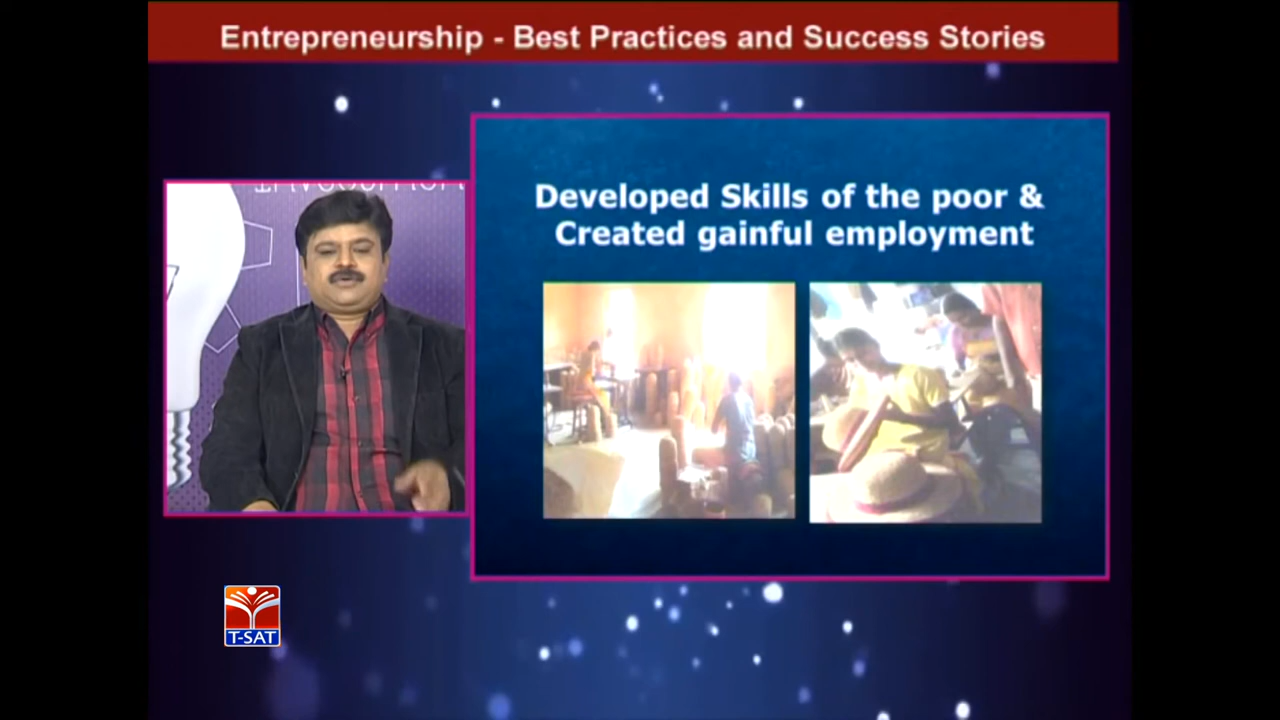 Entrepreneurship - Best Practices and Success Stories
Developed Skills of the poor &
Created gainful employment
T-SAT